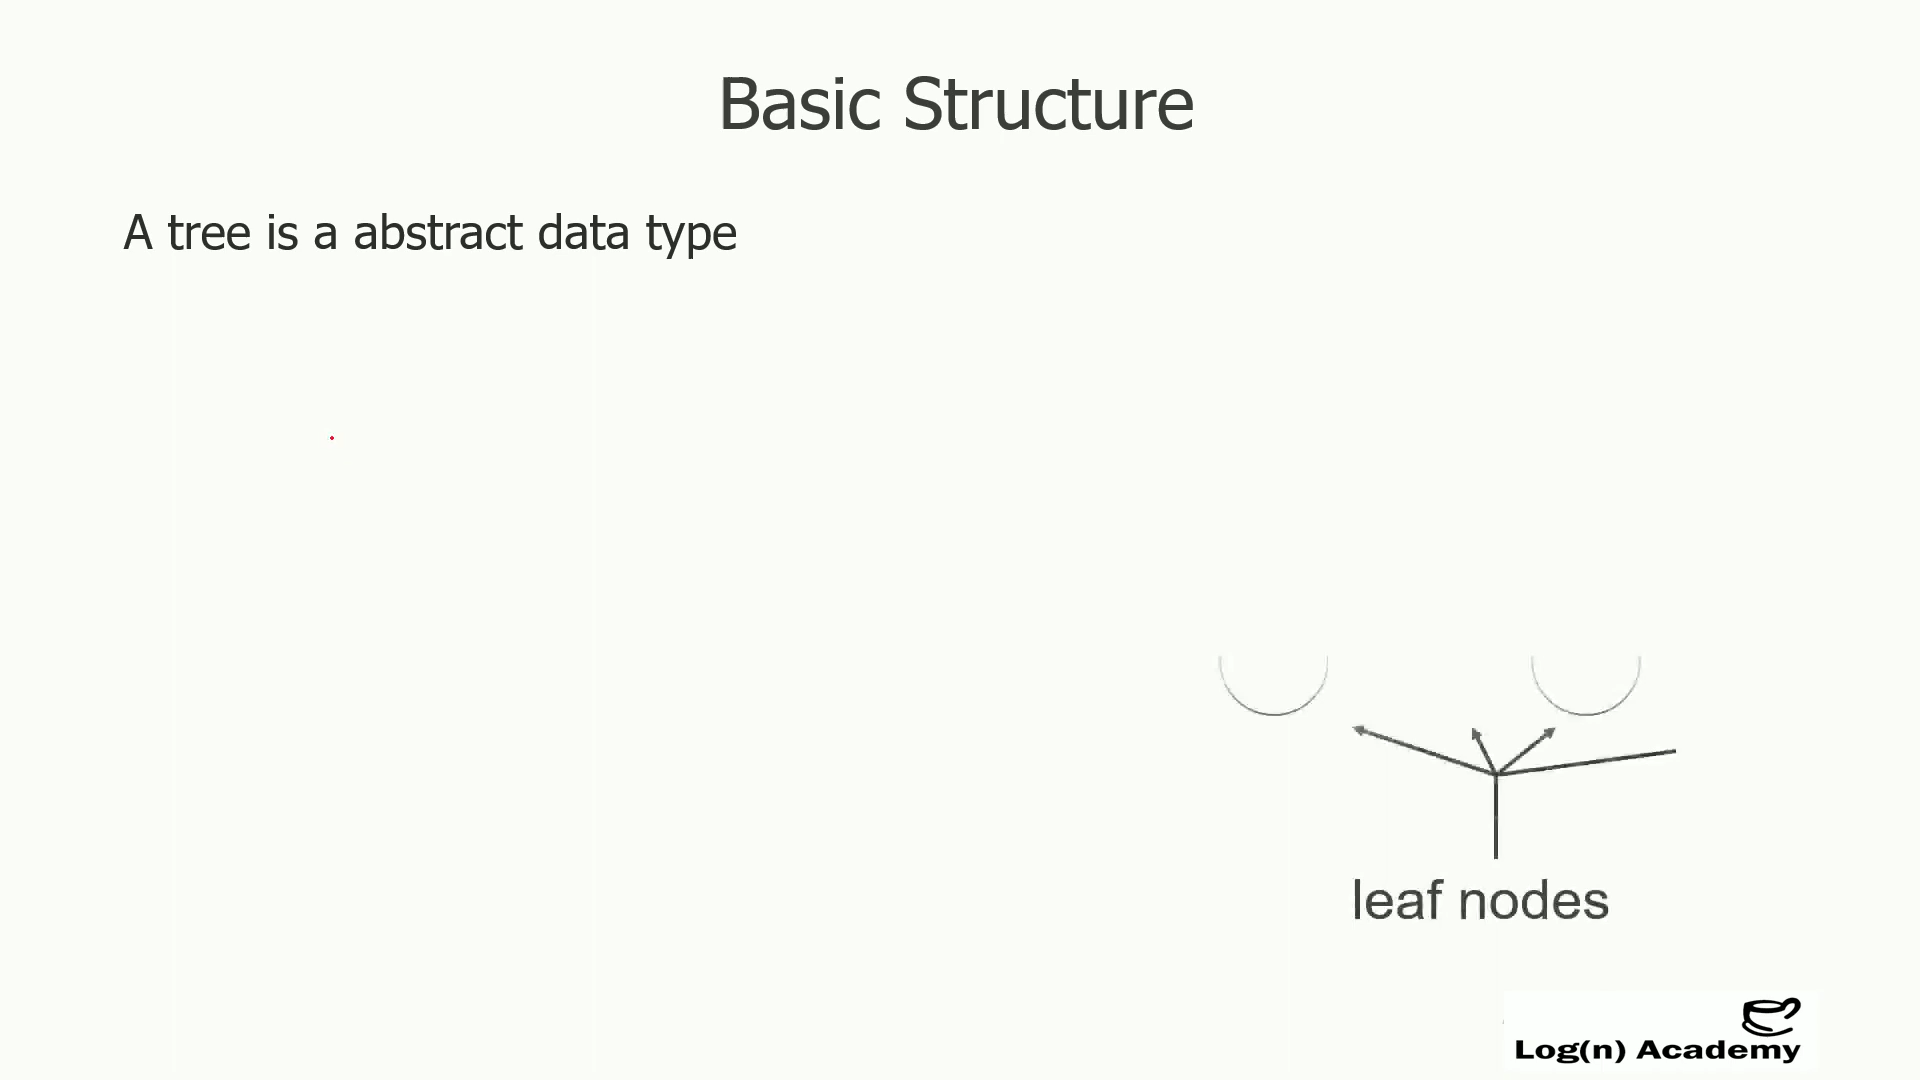 Basic Structure
A tree is a abstract data type
leaf nodes
Log(n) Academy